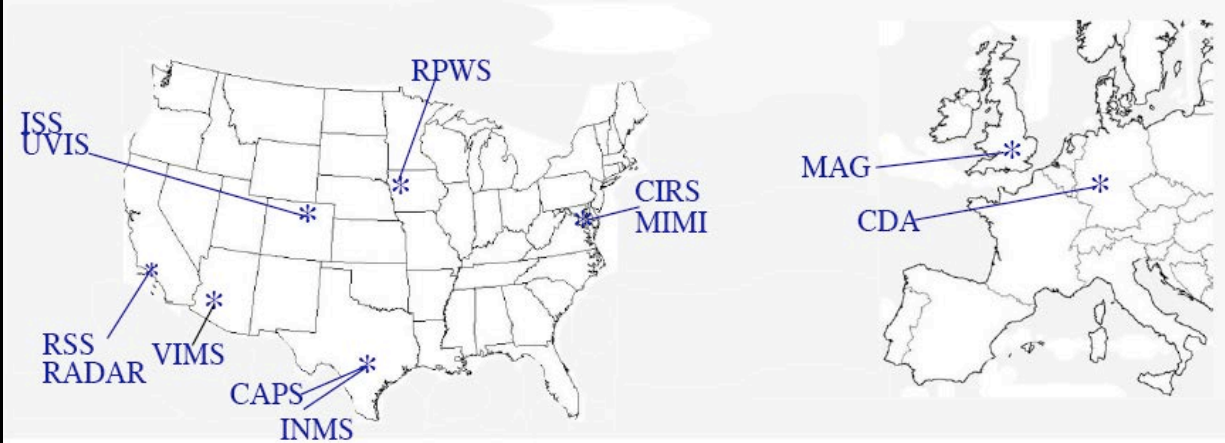 RPWS
ISS
UVIS
CIRS
MIMI
MAG
CDA
RSS
RADAR
VIMS
CAPS
INMS